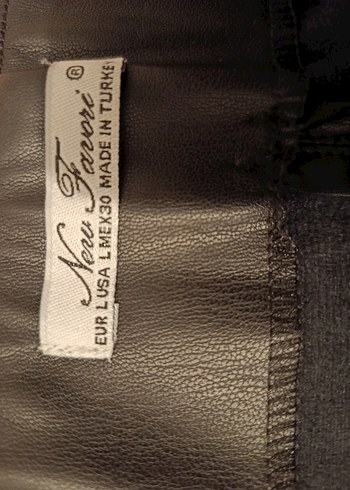 New Favori ®
EUR L USA L MEX30 MADE IN TURKEY